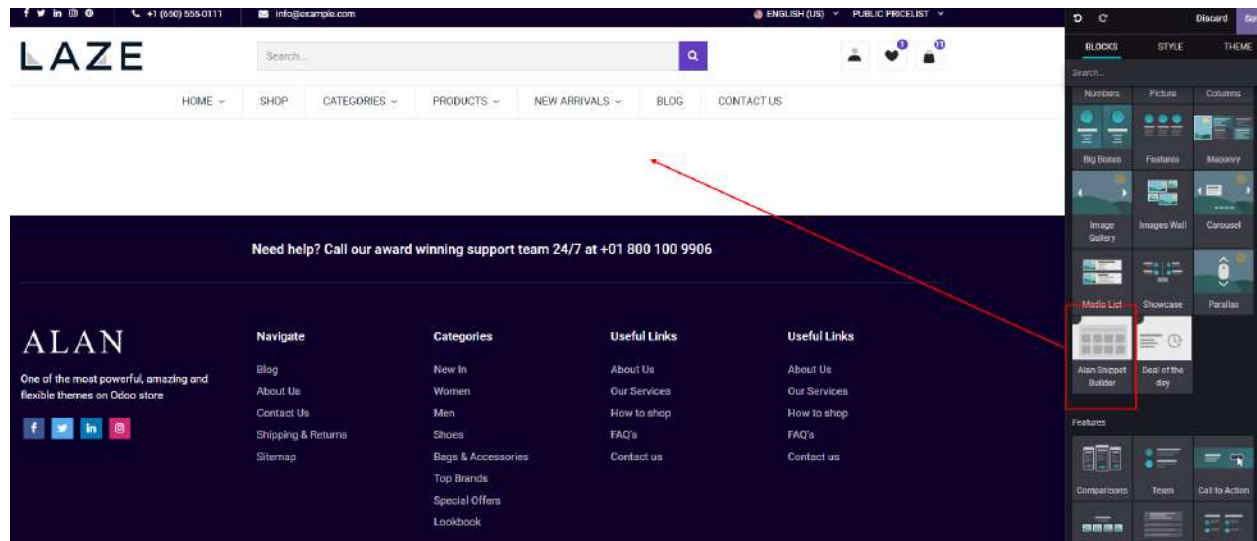 +1 (650) 555-0111 info@example.com ENGLISH (US) PUBLIC PRICELIST
Discard
LAZE
Search...
1
11
BLOCKS STYLE THEME
Search...
HOME SHOP CATEGORIES PRODUCTS NEW ARRIVALS BLOG CONTACT US
Numbers Picture Columns
Big Boxes Features Masonry
Image Gallery Images Wall Carousel
Media List Showcase Parallax
Alan Snippet Builder Deal of the day
Features
Comparisons Team Call to Action
Need help? Call our award winning support team 24/7 at +01 800 100 9906
ALAN
One of the most powerful, amazing and
flexible themes on Odoo store
Navigate
Blog
About Us
Contact Us
Shipping & Returns
Sitemap
Categories
New In
Women
Men
Shoes
Bags & Accessories
Top Brands
Special Offers
Lookbook
Useful Links
About Us
Our Services
How to shop
FAQ's
Contact us
Useful Links
About Us
Our Services
How to shop
FAQ's
Contact us